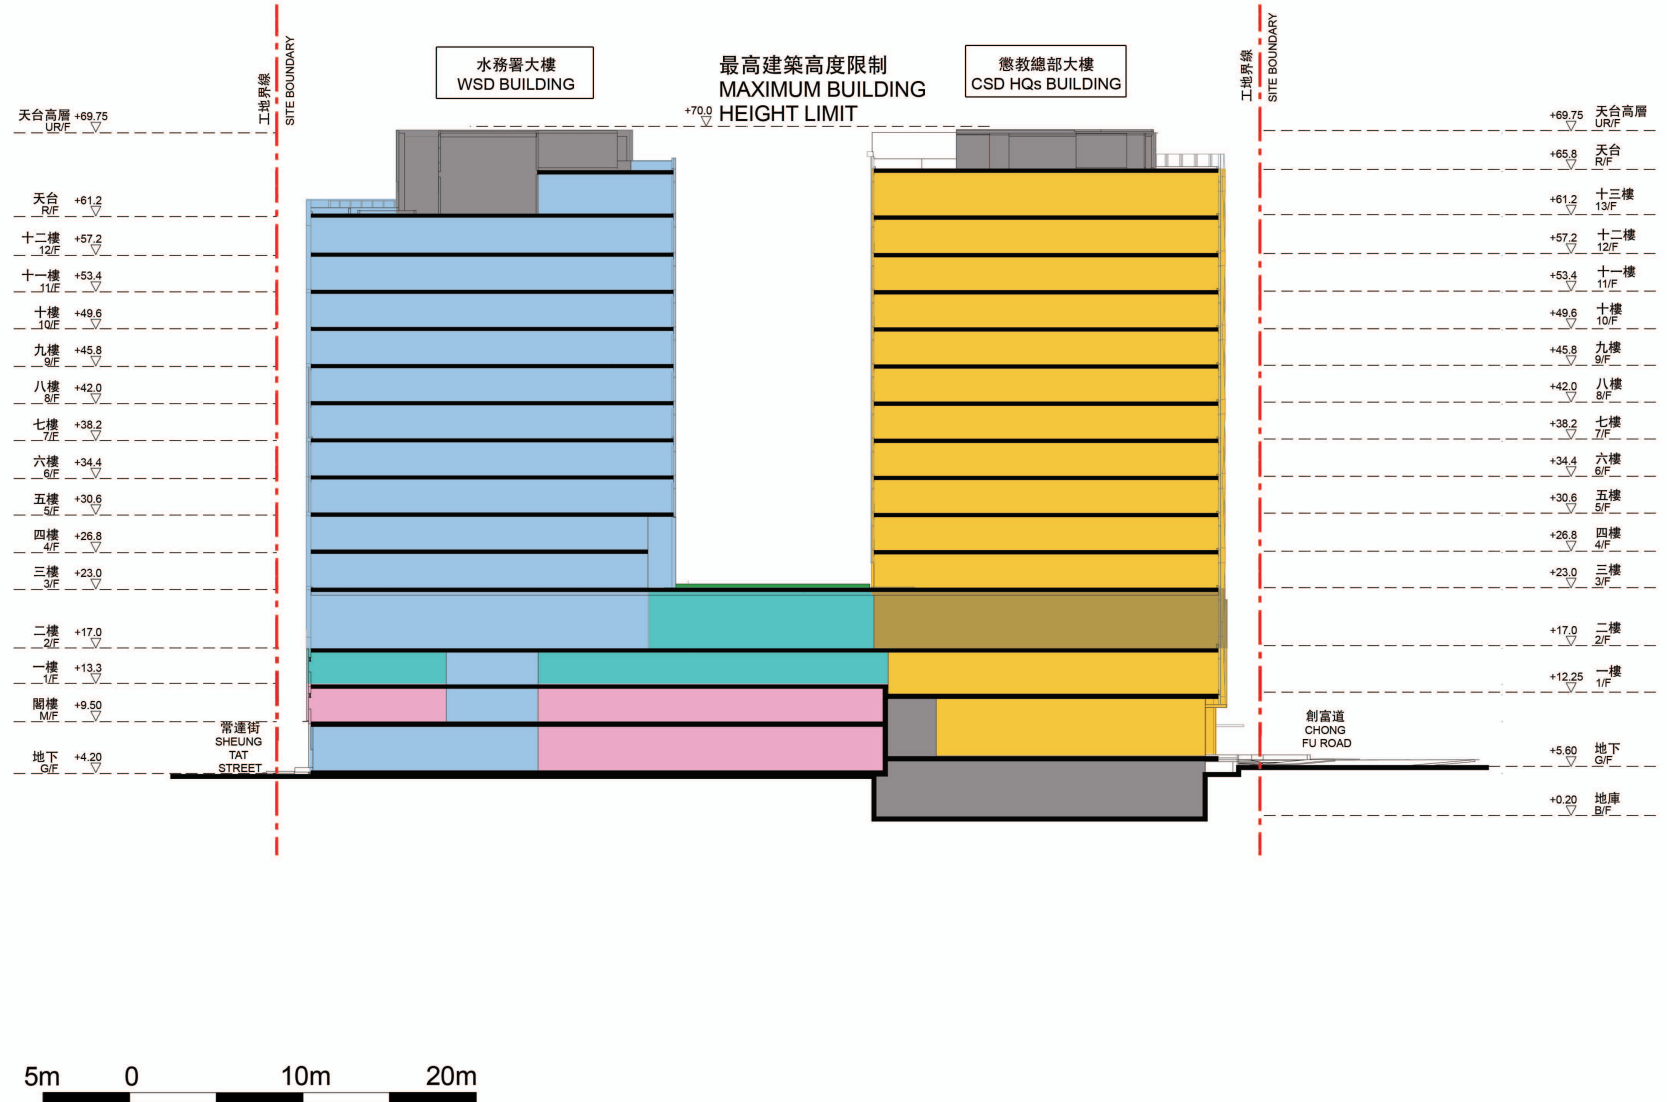 水務署大樓
WSD BUILDING
最高建築高度限制
MAXIMUM BUILDING
HEIGHT LIMIT
+70.0
懲教總部大樓
CSD HQs BUILDING
工地界線
SITE BOUNDARY
工地界線
SITE BOUNDARY
天台高層 +69.75
UR/F
天台 +61.2
R/F
十二樓 +57.2
12/F
十一樓 +53.4
11/F
十樓 +49.6
10/F
九樓 +45.8
9/F
八樓 +42.0
8/F
七樓 +38.2
7/F
六樓 +34.4
6/F
五樓 +30.6
5/F
四樓 +26.8
4/F
三樓 +23.0
3/F
二樓 +17.0
2/F
一樓 +13.3
1/F
閣樓 +9.50
M/F
地下 +4.20
G/F
常達街
SHEUNG
TAT
STREET
+69.75 天台高層
UR/F
+65.8 天台
R/F
+61.2 十三樓
13/F
+57.2 十二樓
12/F
+53.4 十一樓
11/F
+49.6 十樓
10/F
+45.8 九樓
9/F
+42.0 八樓
8/F
+38.2 七樓
7/F
+34.4 六樓
6/F
+30.6 五樓
5/F
+26.8 四樓
4/F
+23.0 三樓
3/F
+17.0 二樓
2/F
+12.25 一樓
1/F
+5.60 地下
G/F
+0.20 地庫
B/F
創富道
CHONG
FU ROAD
5m 0 10m 20m